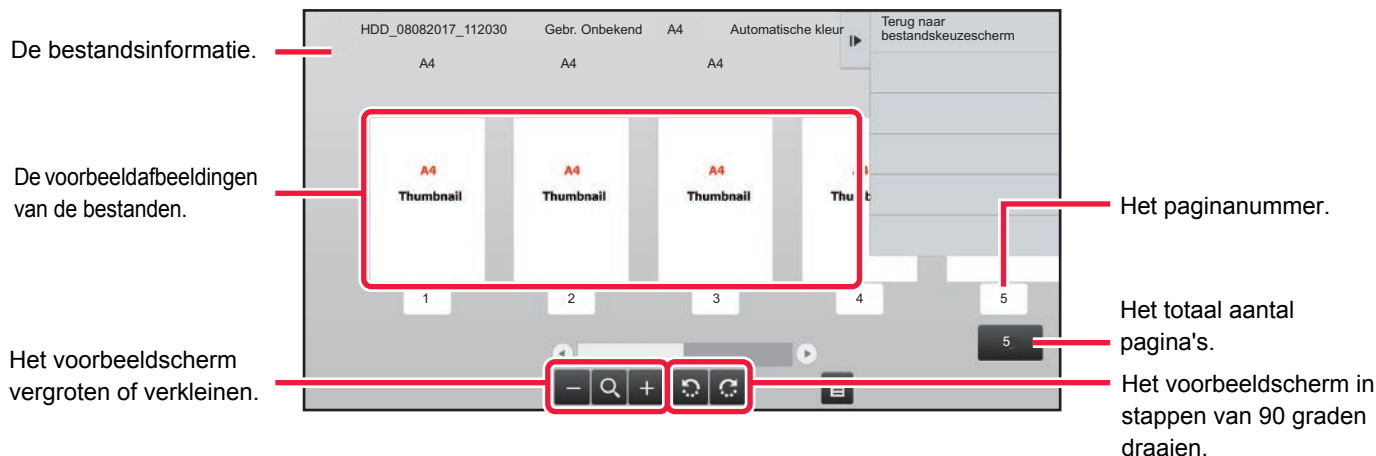 De bestandsinformatie.
HDD_08082017_112030 Gebr. Onbekend A4 Automatische kleur
Terug naar
bestandskeuzescherm
A4 A4 A4
De voorbeeldafbeeldingen
van de bestanden.
A4
Thumbnail
A4
Thumbnail
A4
Thumbnail
1 2 3 4 5
Het paginanummer.
5
Het totaal aantal
pagina's.
Het voorbeeldscherm
vergroten of verkleinen.
Het voorbeeldscherm in
stappen van 90 graden
draaien.